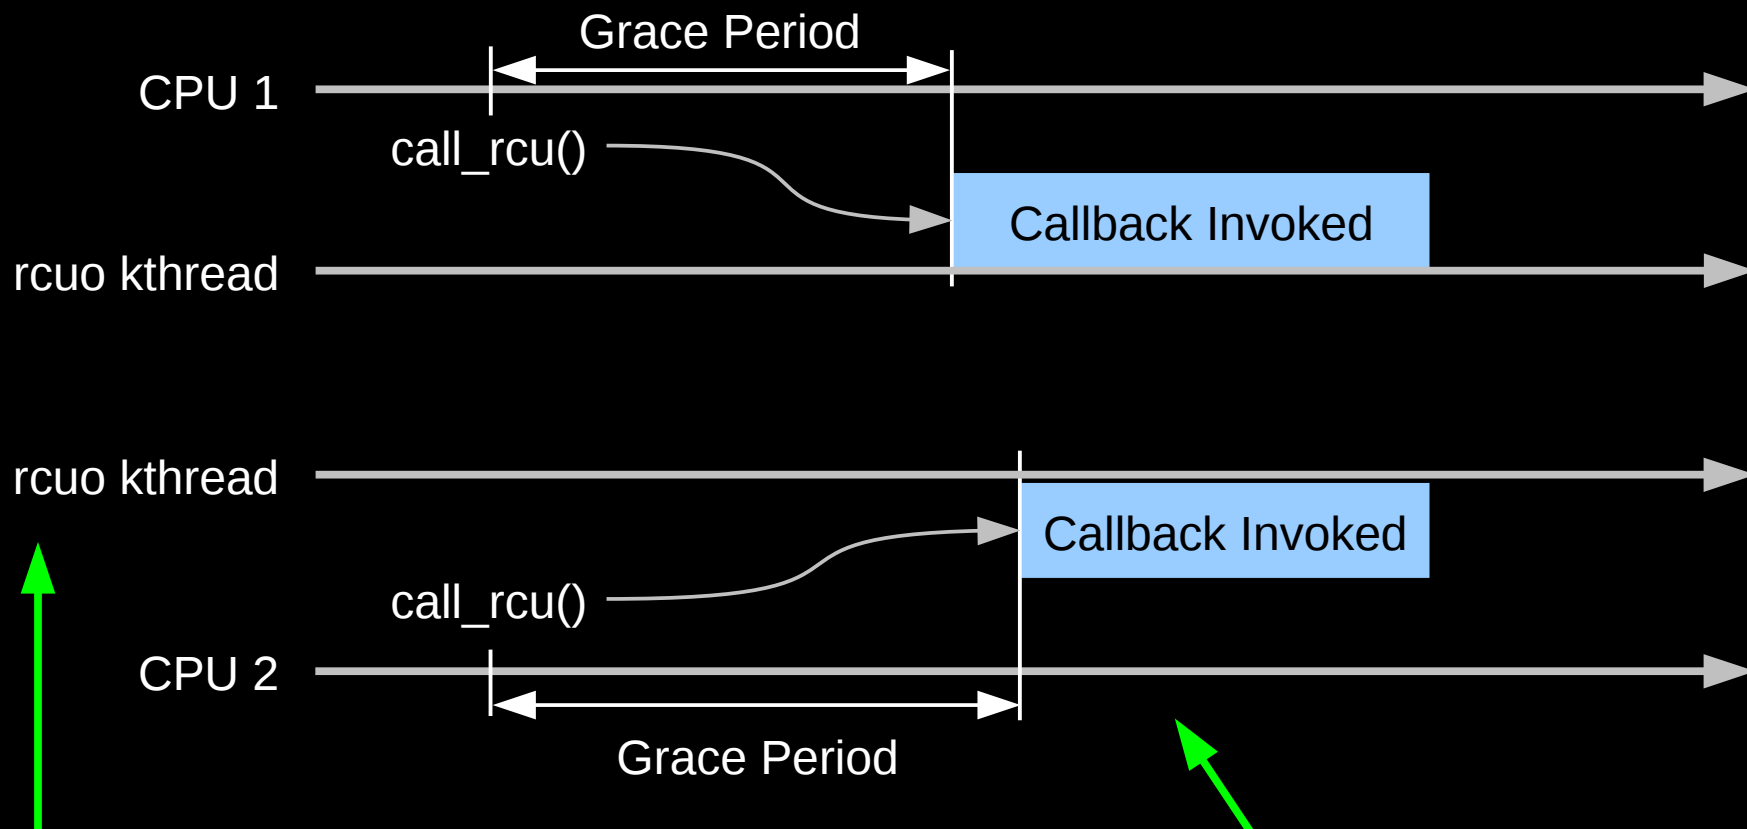 Grace Period
CPU 1
call_rcu()
Callback Invoked
rcuo kthread
rcuo kthread
Callback Invoked
call_rcu()
CPU 2
Grace Period